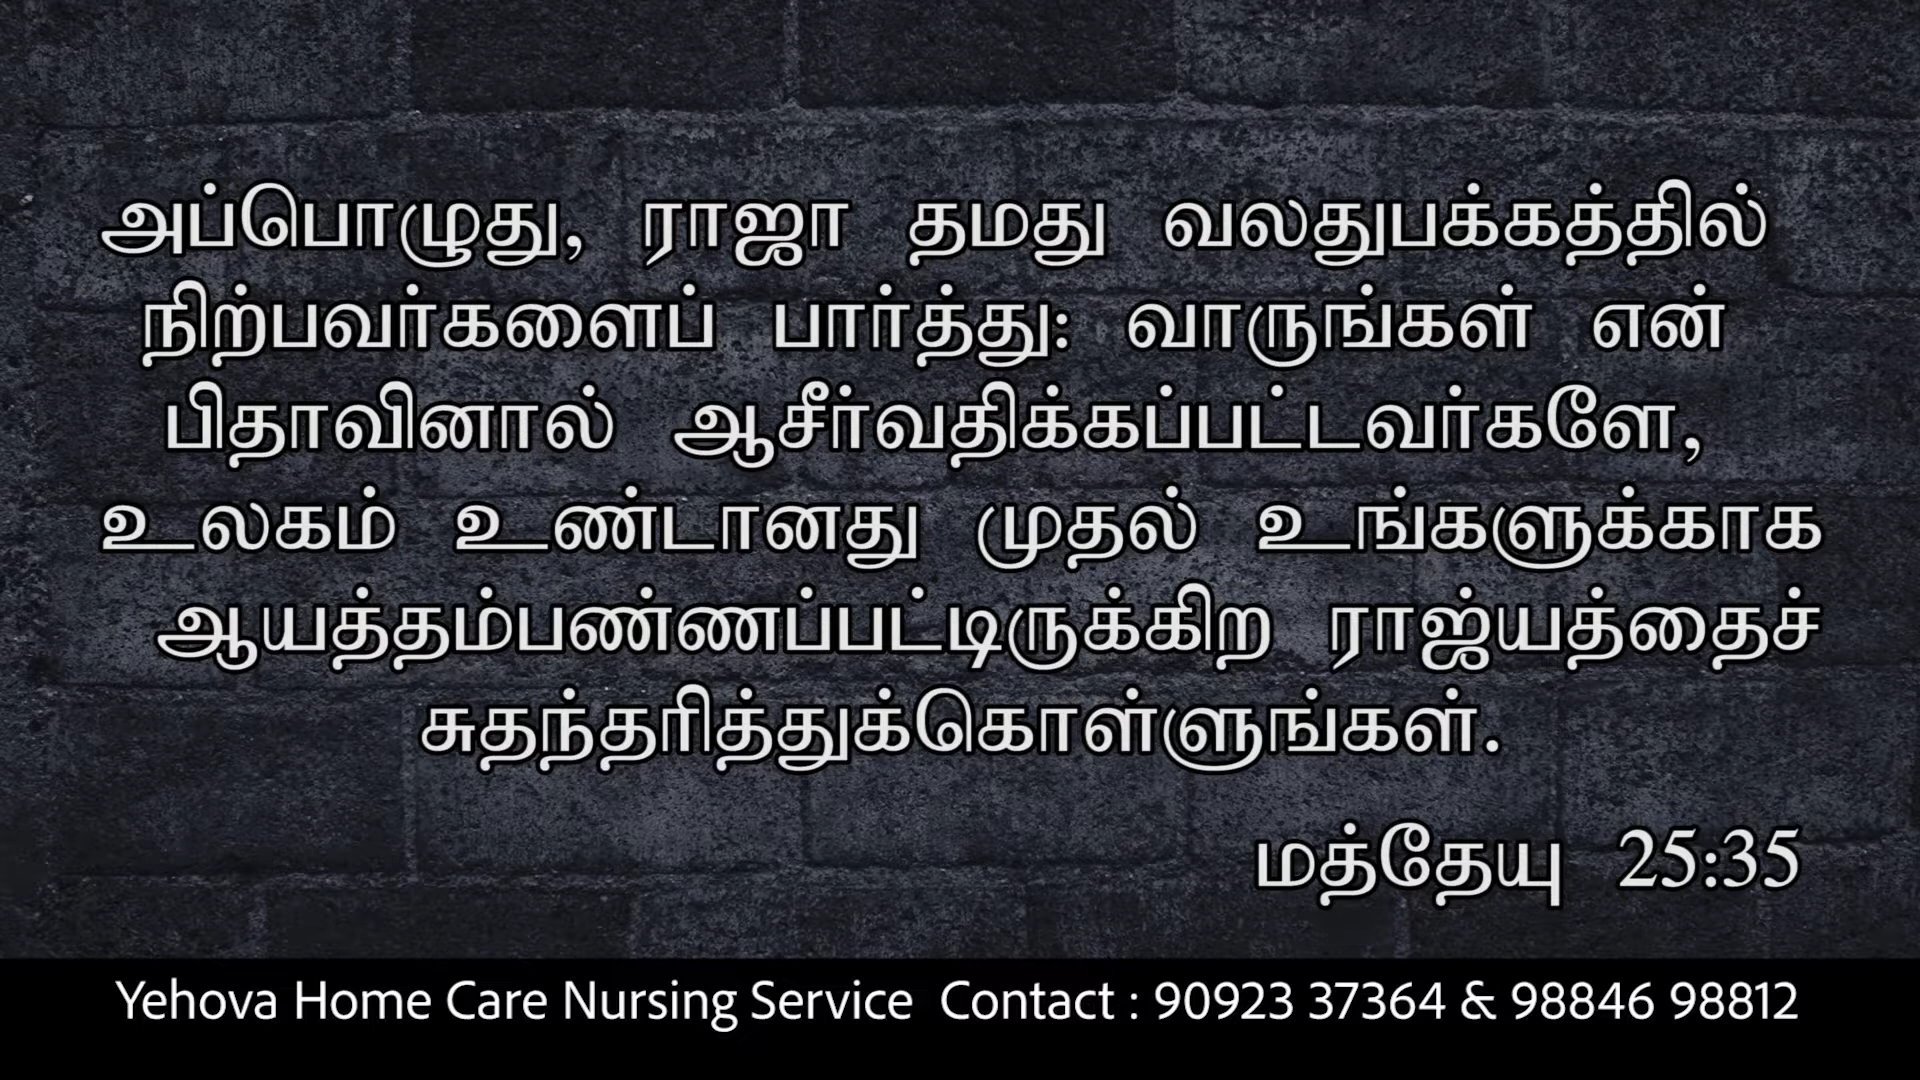 அப்பொழுது, ராஜா தமது வலதுபக்கத்தில்
நிற்பவர்களைப் பார்த்து: வாருங்கள் என்
பிதாவினால் ஆசீர்வதிக்கப்பட்டவர்களே,
உலகம் உண்டானது முதல் உங்களுக்காக
ஆயத்தம்பண்ணப்பட்டிருக்கிற ராஜ்யத்தைச்
சுதந்தரித்துக்கொள்ளுங்கள்.
மத்தேயு 25:35
Yehova Home Care Nursing Service Contact : 90923 37364 & 98846 98812